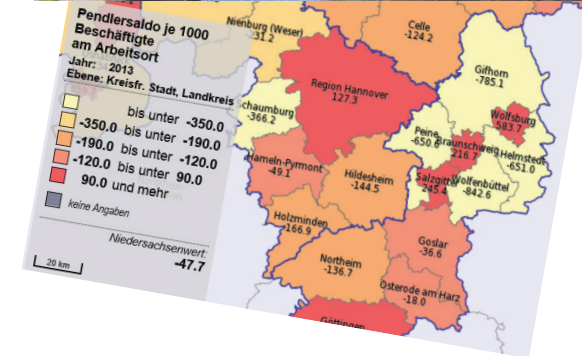 Pendlersaldo je 1000
Beschäftigte
am Arbeitsort
Jahr: 2013
Ebene: Kreisfr. Stadt, Landkreis
bis unter -350.0
-350.0 bis unter -190.0
-190.0 bis unter -120.0
-120.0 bis unter 90.0
90.0 und mehr
keine Angaben
Niedersachsenwert:
-47.7
20 km
Nienburg (Weser)
-231.2
Celle
-124.2
Region Hannover
127.3
Gifhorn
-785.1
Schaumburg
-366.2
Wolfsburg
583.7
Peine
-650.6
Braunschweig
216.7
Helmstedt
-651.0
Hameln-Pyrmont
-49.1
Hildesheim
-144.5
Salzgitter
245.4
Wolfenbüttel
-842.6
Holzminden
-166.9
Goslar
-36.6
Northeim
-136.7
Osterode am Harz
-18.0
Göttingen